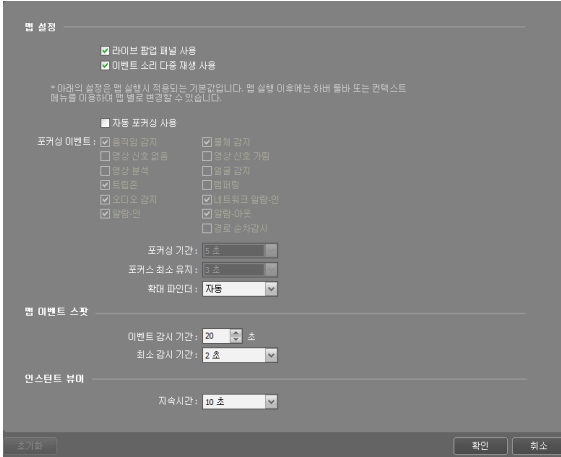 맵 설정
라이브 팝업 패널 사용
이벤트 소리 다중 재생 사용
* 아래의 설정은 맵 실행시 적용되는 기본값입니다. 맵 실행 이후에는 하버 툴바 또는 컨텍스트
메뉴를 이용하여 맵 별로 변경할 수 있습니다.
자동 포커싱 사용
포커싱 이벤트: 움직임 감지 물체 감지
영상 신호 없음 영상 신호 가림
영상 분석 얼굴 감지
트립존 탬퍼링
오디오 감지 네트워크 알람-인
알람-인 알람-아웃
경로 순차감시
포커싱 기간: 5 초
포커스 최소 유지: 3 초
확대 파인더: 자동
맵 이벤트 스팟
이벤트 감시 기간: 20 초
최소 감시 기간: 2 초
인스턴트 뷰어
지속시간: 10 초
초기화 확인 취소